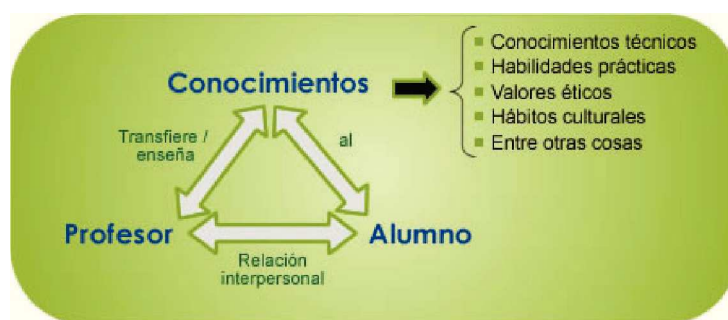 Conocimientos
▪ Conocimientos técnicos
▪ Habilidades prácticas
▪ Valores éticos
▪ Hábitos culturales
▪ Entre otras cosas
Transfiere /
enseña
al
Profesor
Alumno
Relación
interpersonal